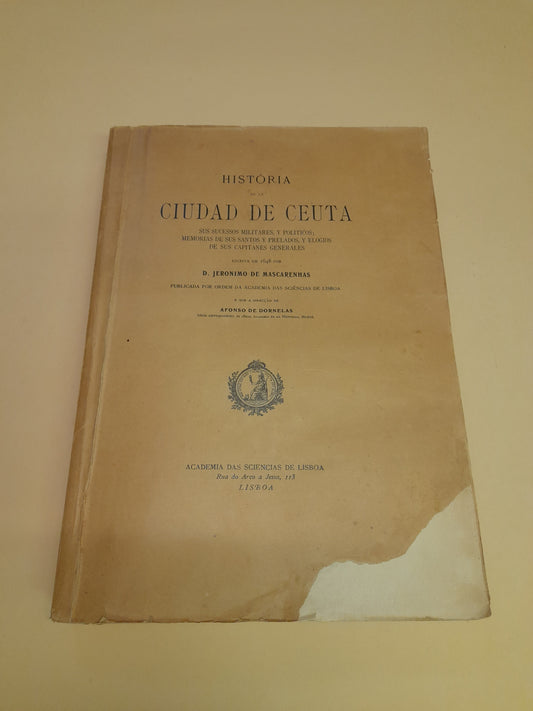 HISTÓRIA
DE LA
CIUDAD DE CEUTA
SUS SUCESSOS MILITARES, Y POLITICOS;
MEMORIAS DE SUS SANTOS Y PRELADOS, Y ELOGIOS
DE SUS CAPITANES GENERALES
ESCRITA EN 1648 POR
D. JERONIMO DE MASCARENHAS
PUBLICADA POR ORDEM DA ACADEMIA DAS SCIÊNCIAS DE LISBOA
E SOB A DIRECÇÃO DE
AFONSO DE DORNELAS
ACADEMIA DAS SCIENCIAS DE LISBOA
Rua do Arco a Jesus, 113
LISBOA